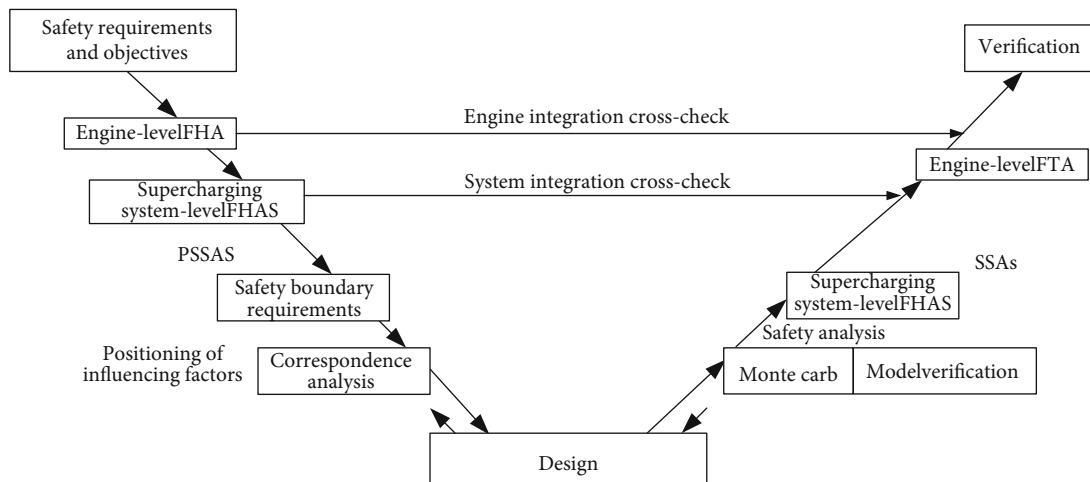 Safety requirements
and objectives
Verification
Engine integration cross-check
Engine-levelFHA
Engine-levelFTA
System integration cross-check
Supercharging
system-levelFHAS
PSSAS
SSAs
Safety boundary
requirements
Supercharging
system-levelFHAS
Safety analysis
Positioning of
influencing factors
Correspondence
analysis
Monte carb
Modelverification
Design